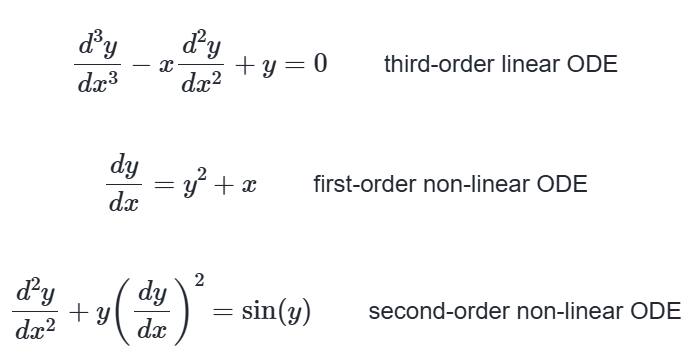 d³y/dx³ − x d²y/dx² + y = 0 third-order linear ODE
dy/dx = y² + x first-order non-linear ODE
d²y/dx² + y(dy/dx)² = sin(y) second-order non-linear ODE